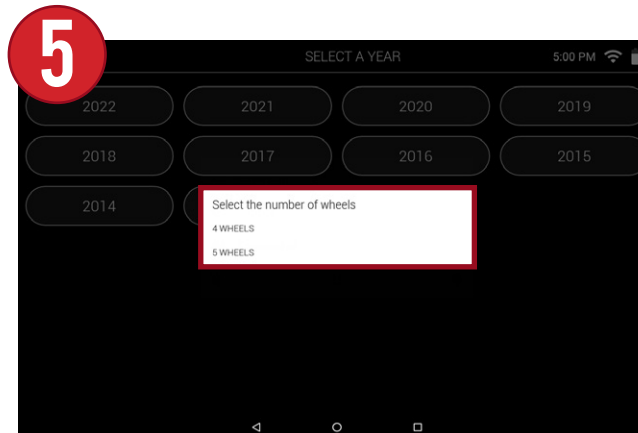 5
SELECT A YEAR 5:00 PM
2022 2021 2020 2019
2018 2017 2016 2015
2014
Select the number of wheels
4 WHEELS
5 WHEELS